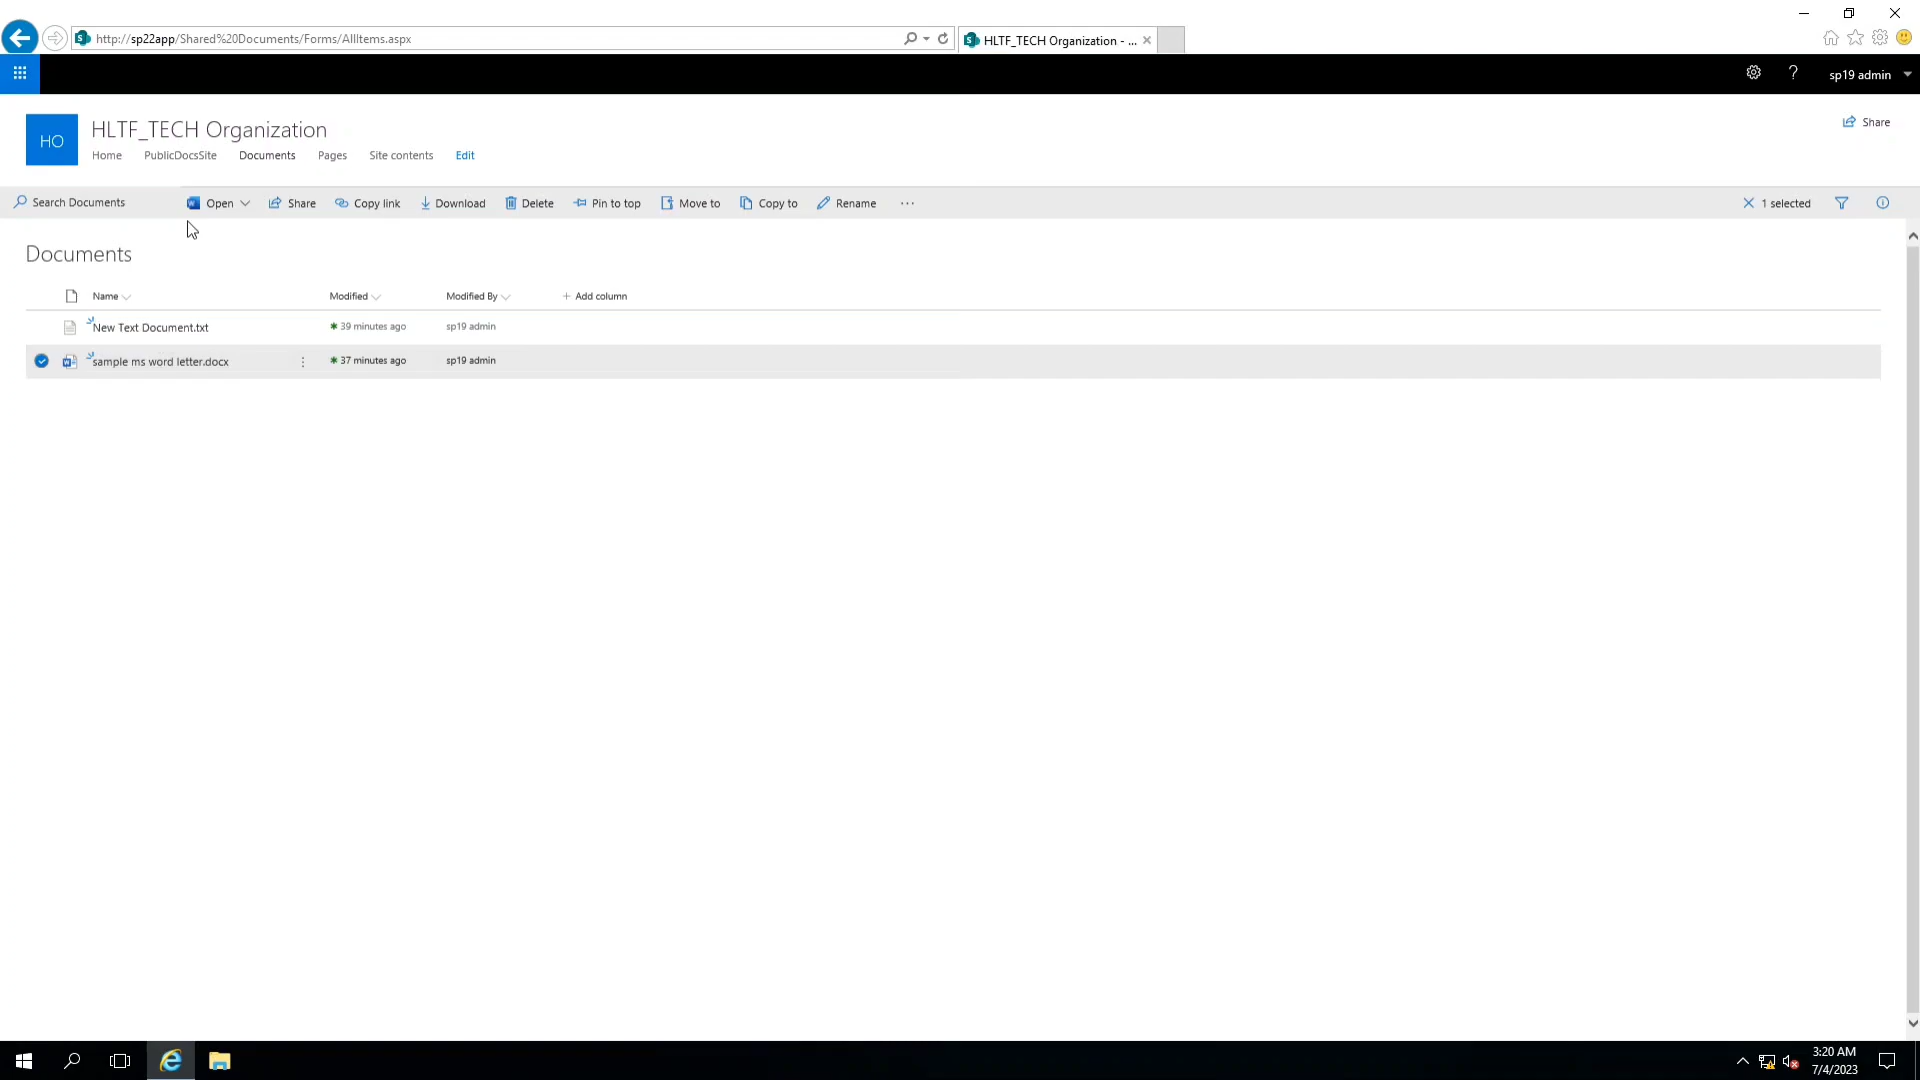 http://sp22app/Shared%20Documents/Forms/AllItems.aspx
HLTF_TECH Organization - ...
?
sp19 admin
HO
HLTF_TECH Organization
Share
Home PublicDocsSite Documents Pages Site contents Edit
Search Documents Open Share Copy link Download Delete Pin to top Move to Copy to Rename ... 1 selected
Documents
Name Modified Modified By + Add column
New Text Document.txt 39 minutes ago sp19 admin
sample ms word letter.docx 37 minutes ago sp19 admin
3:20 AM
7/4/2023